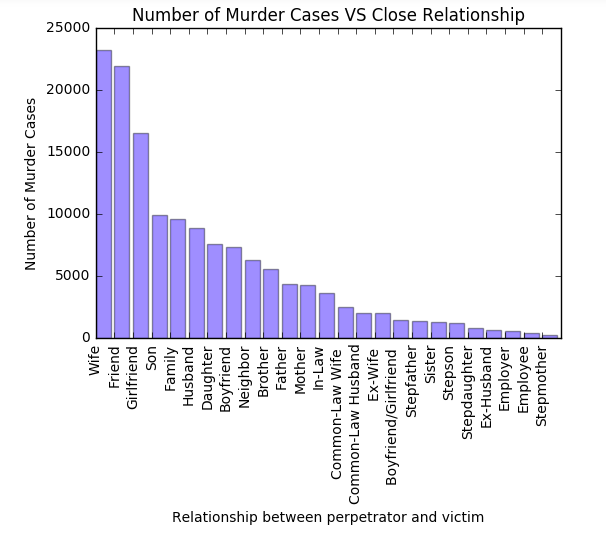 Number of Murder Cases VS Close Relationship
25000
20000
15000
10000
5000
0
Number of Murder Cases
Wife
Friend
Girlfriend
Son
Family
Husband
Daughter
Boyfriend
Neighbor
Brother
Father
Mother
In-Law
Common-Law Wife
Common-Law Husband
Ex-Wife
Boyfriend/Girlfriend
Stepfather
Sister
Stepson
Stepdaughter
Ex-Husband
Employer
Employee
Stepmother
Relationship between perpetrator and victim